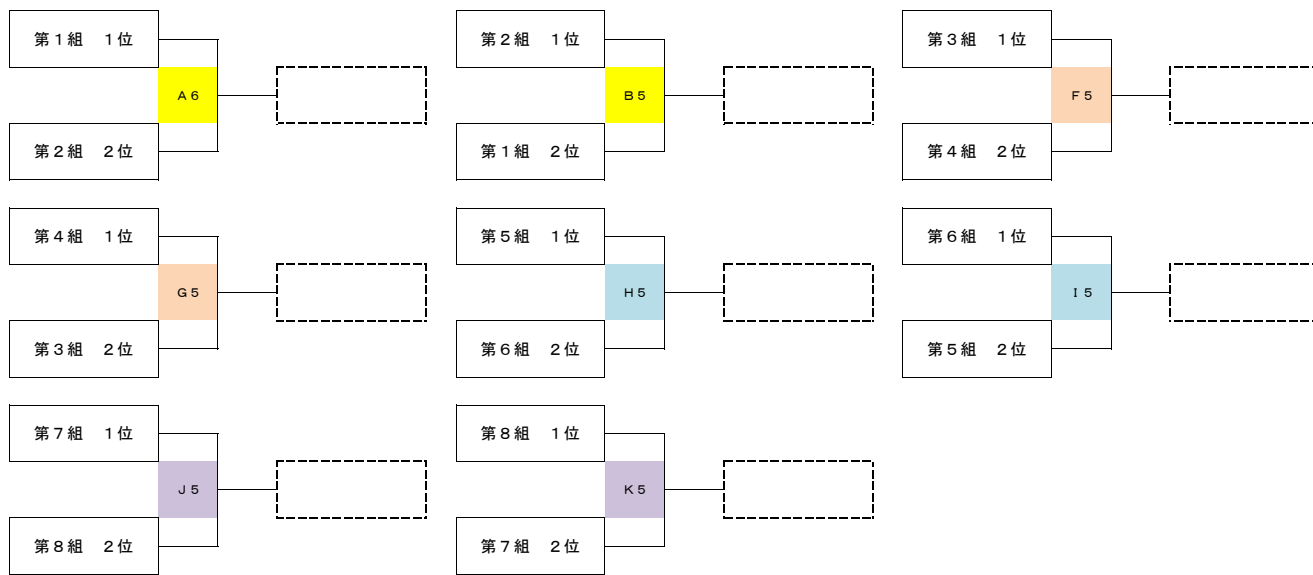 第１組　１位
第２組　１位
第３組　１位
Ａ６
Ｂ５
Ｆ５
第２組　２位
第１組　２位
第４組　２位
第４組　１位
第５組　１位
第６組　１位
Ｇ５
Ｈ５
Ｉ５
第３組　２位
第６組　２位
第５組　２位
第７組　１位
第８組　１位
Ｊ５
Ｋ５
第８組　２位
第７組　２位